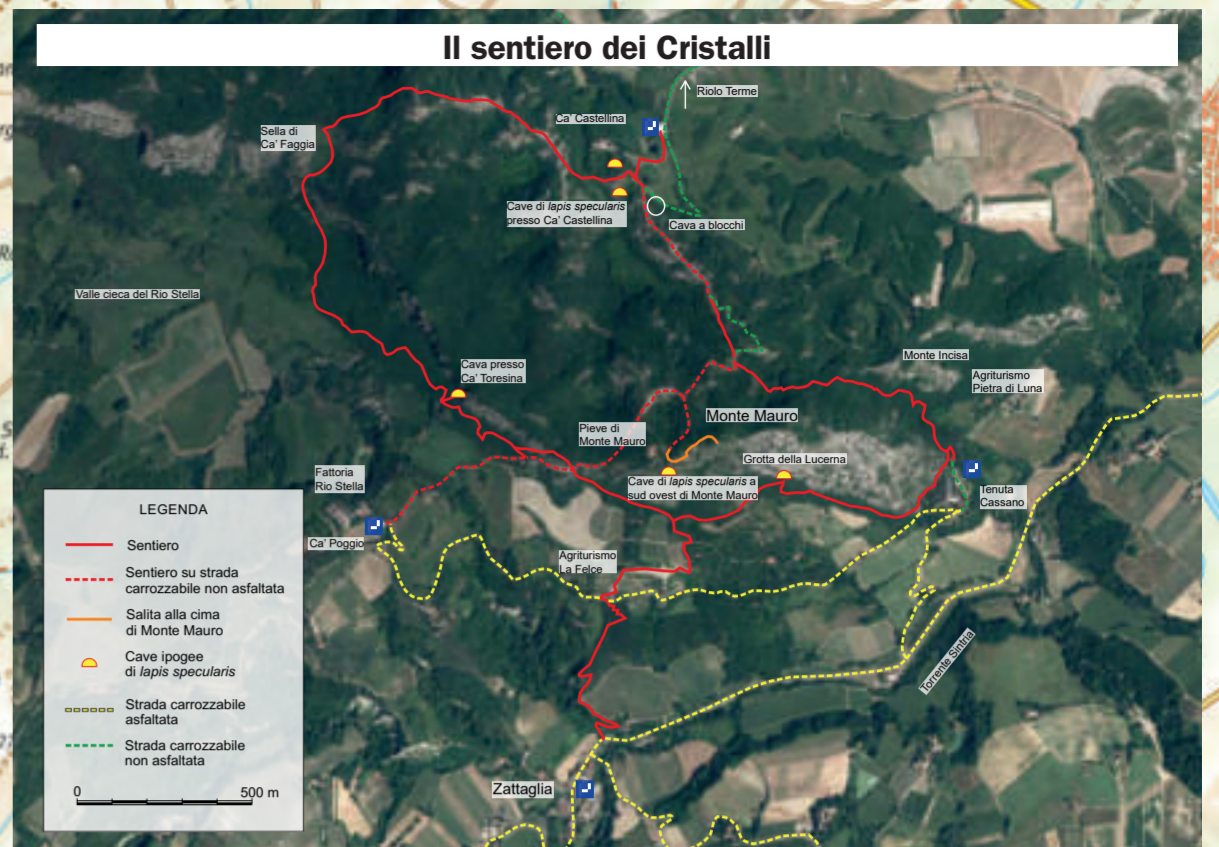 Il sentiero dei Cristalli
Riolo Terme
Ca' Castellina
Sella di
Ca' Faggia
Cave di lapis specularis
presso Ca' Castellina
Cava a blocchi
Valle cieca del Rio Stella
Monte Incisa
Cava presso
Ca' Toresina
Agriturismo
Pietra di Luna
Monte Mauro
Pieve di
Monte Mauro
Grotta della Lucerna
Fattoria
Rio Stella
Cave di lapis specularis a
sud ovest di Monte Mauro
Tenuta
Cassano
Ca' Poggio
Agriturismo
La Felce
Torrente Sintria
Zattaglia
LEGENDA
Sentiero
Sentiero su strada
carrozzabile non asfaltata
Salita alla cima
di Monte Mauro
Cave ipogee
di lapis specularis
Strada carrozzabile
asfaltata
Strada carrozzabile
non asfaltata
0 500 m